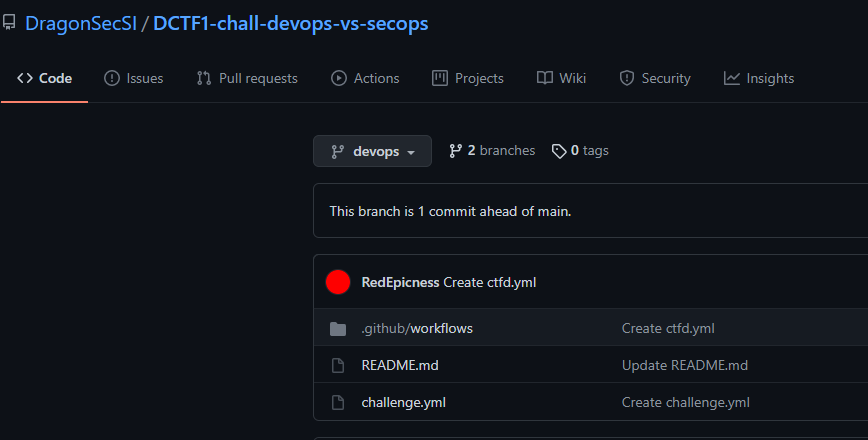 DragonSecSI / DCTF1-chall-devops-vs-secops
Code Issues Pull requests Actions Projects Wiki Security Insights
devops 2 branches 0 tags
This branch is 1 commit ahead of main.
RedEpicness Create ctfd.yml
.github/workflows Create ctfd.yml
README.md Update README.md
challenge.yml Create challenge.yml